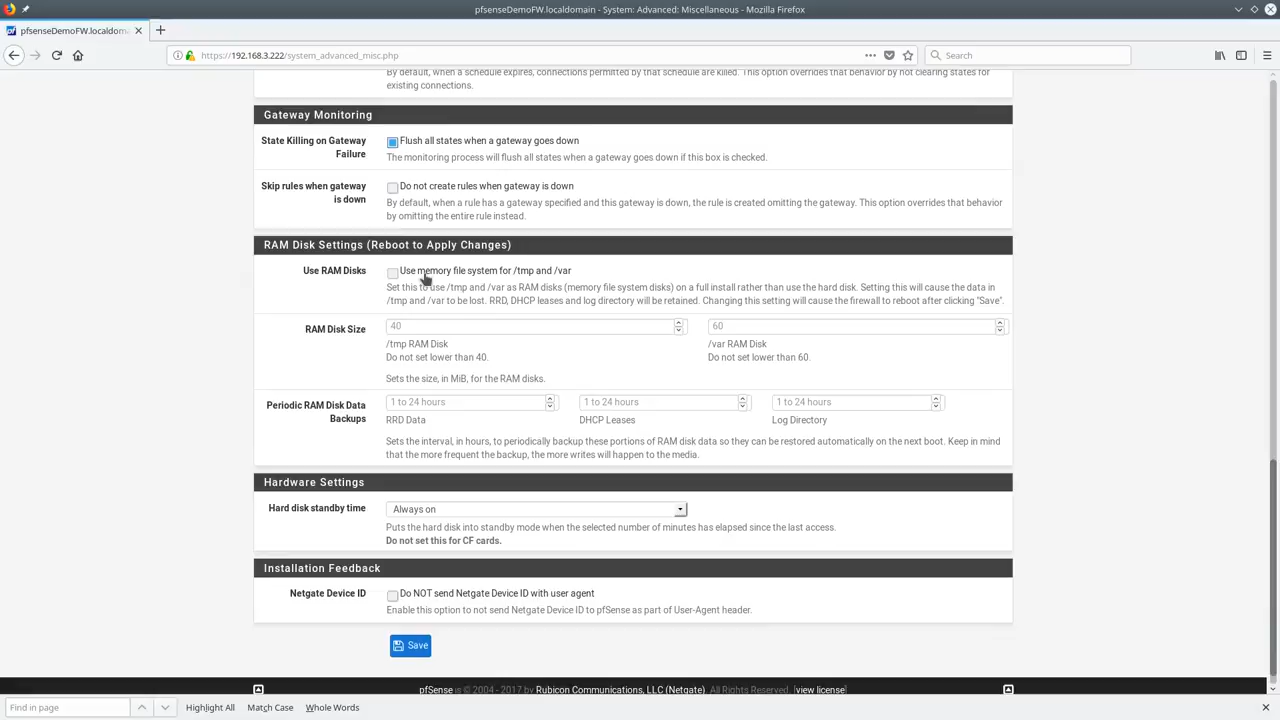 pfsenseDemoFW.localdomain - System: Advanced: Miscellaneous - Mozilla Firefox
pfsenseDemoFW.localdom
https://192.168.3.222/system_advanced_misc.php
Search
By default, when a schedule expires, connections permitted by that schedule are killed. This option overrides that behavior by not clearing states for
existing connections.
Gateway Monitoring
State Killing on Gateway
Failure
Flush all states when a gateway goes down
The monitoring process will flush all states when a gateway goes down if this box is checked.
Skip rules when gateway
is down
Do not create rules when gateway is down
By default, when a rule has a gateway specified and this gateway is down, the rule is created omitting the gateway. This option overrides that behavior
by omitting the entire rule instead.
RAM Disk Settings (Reboot to Apply Changes)
Use RAM Disks
Use memory file system for /tmp and /var
Set this to use /tmp and /var as RAM disks (memory file system disks) on a full install rather than use the hard disk. Setting this will cause the data in
/tmp and /var to be lost. RRD, DHCP leases and log directory will be retained. Changing this setting will cause the firewall to reboot after clicking "Save".
RAM Disk Size
40
60
/tmp RAM Disk
Do not set lower than 40.
/var RAM Disk
Do not set lower than 60.
Sets the size, in MiB, for the RAM disks.
Periodic RAM Disk Data
Backups
1 to 24 hours
1 to 24 hours
1 to 24 hours
RRD Data
DHCP Leases
Log Directory
Sets the interval, in hours, to periodically backup these portions of RAM disk data so they can be restored automatically on the next boot. Keep in mind
that the more frequent the backup, the more writes will happen to the media.
Hardware Settings
Hard disk standby time
Always on
Puts the hard disk into standby mode when the selected number of minutes has elapsed since the last access.
Do not set this for CF cards.
Installation Feedback
Netgate Device ID
Do NOT send Netgate Device ID with user agent
Enable this option to not send Netgate Device ID to pfSense as part of User-Agent header.
Save
pfSense is © 2004 - 2017 by Rubicon Communications, LLC (Netgate). All Rights Reserved. [view license]
Find in page
Highlight All
Match Case
Whole Words